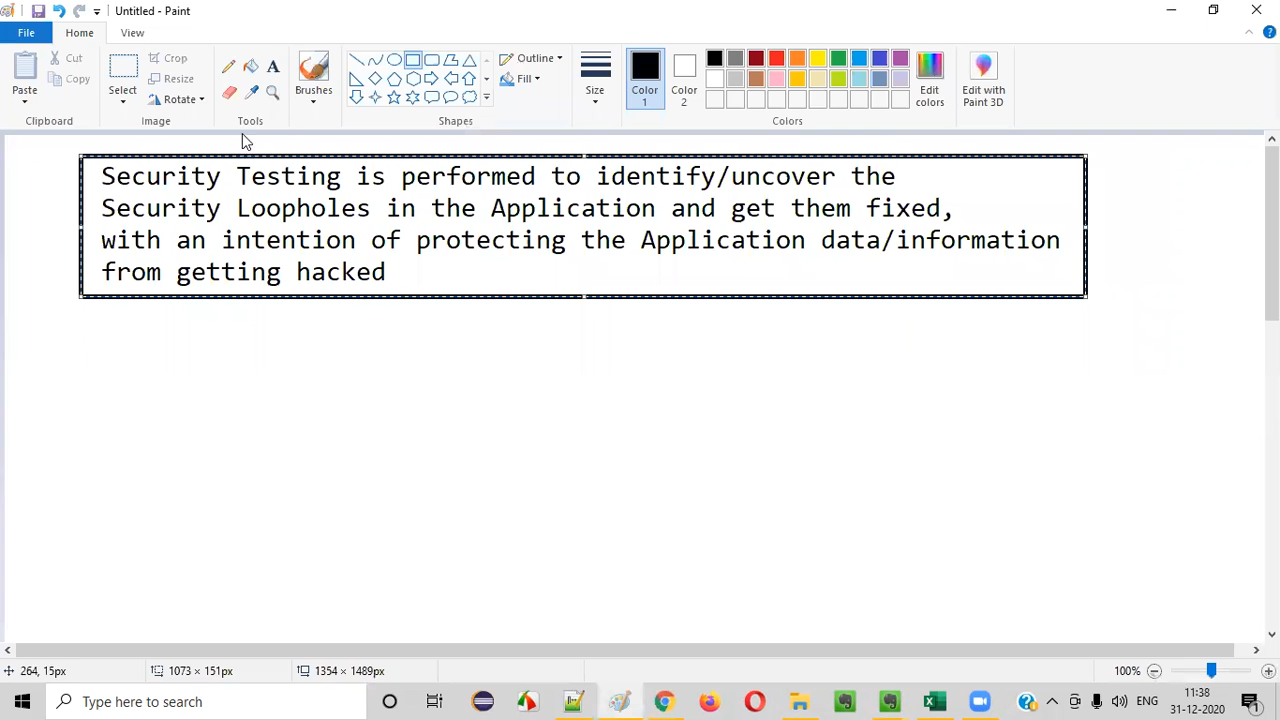 Untitled - Paint
File
Home
View
Paste
Cut
Copy
Clipboard
Select
Crop
Resize
Rotate
Image
Tools
Brushes
Shapes
Outline
Fill
Size
Color 1
Color 2
Edit colors
Edit with Paint 3D
Colors
Security Testing is performed to identify/uncover the
Security Loopholes in the Application and get them fixed,
with an intention of protecting the Application data/information
from getting hacked
264, 15px
1073 × 151px
1354 × 1489px
100%
Type here to search
ENG
11:38
31-12-2020